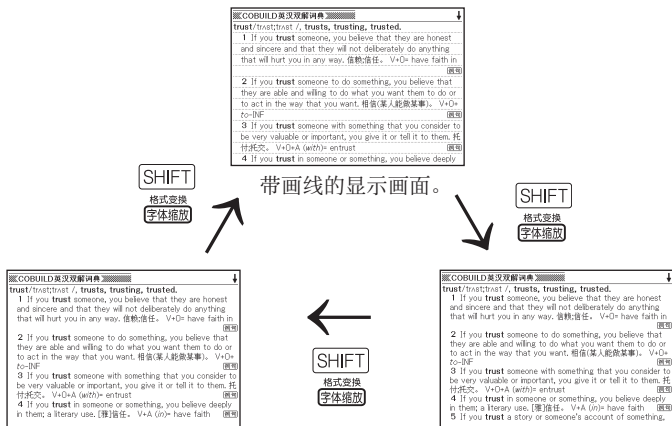 COBUILD英汉双解词典
trust/trʌst;trʌst /, trusts, trusting, trusted.
1 If you trust someone, you believe that they are honest
and sincere and that they will not deliberately do anything
that will hurt you in any way. 信赖;信任。 V+O= have faith in
例句
2 If you trust someone to do something, you believe that
they are able and willing to do what you want them to do or
to act in the way that you want. 相信(某人能做某事)。 V+O+
to-INF 例句
3 If you trust someone with something that you consider to
be very valuable or important, you give it or tell it to them. 托
付;托交。 V+O+A (with)= entrust 例句
4 If you trust in someone or something, you believe deeply
带画线的显示画面。
SHIFT
格式变换
字体缩放
SHIFT
格式变换
字体缩放
COBUILD英汉双解词典
trust/trʌst;trʌst /, trusts, trusting, trusted.
1 If you trust someone, you believe that they are honest
and sincere and that they will not deliberately do anything
that will hurt you in any way. 信赖;信任。 V+O= have faith in
例句
2 If you trust someone to do something, you believe that
they are able and willing to do what you want them to do or
to act in the way that you want. 相信(某人能做某事)。 V+O+
to-INF 例句
3 If you trust someone with something that you consider to
be very valuable or important, you give it or tell it to them. 托
付;托交。 V+O+A (with)= entrust 例句
4 If you trust in someone or something, you believe deeply
in them; a literary use. [雅]信任。 V+A (in)= have faith 例句
SHIFT
格式变换
字体缩放
COBUILD英汉双解词典
trust/trʌst;trʌst /, trusts, trusting, trusted.
1 If you trust someone, you believe that they are honest
and sincere and that they will not deliberately do anything
that will hurt you in any way. 信赖;信任。 V+O= have faith in
例句
2 If you trust someone to do something, you believe that
they are able and willing to do what you want them to do or
to act in the way that you want. 相信(某人能做某事)。 V+O+
to-INF 例句
3 If you trust someone with something that you consider to
be very valuable or important, you give it or tell it to them. 托
付;托交。 V+O+A (with)= entrust 例句
4 If you trust in someone or something, you believe deeply
in them; a literary use. [雅]信任。 V+A (in)= have faith 例句
5 If you trust a story or someone's account of something,